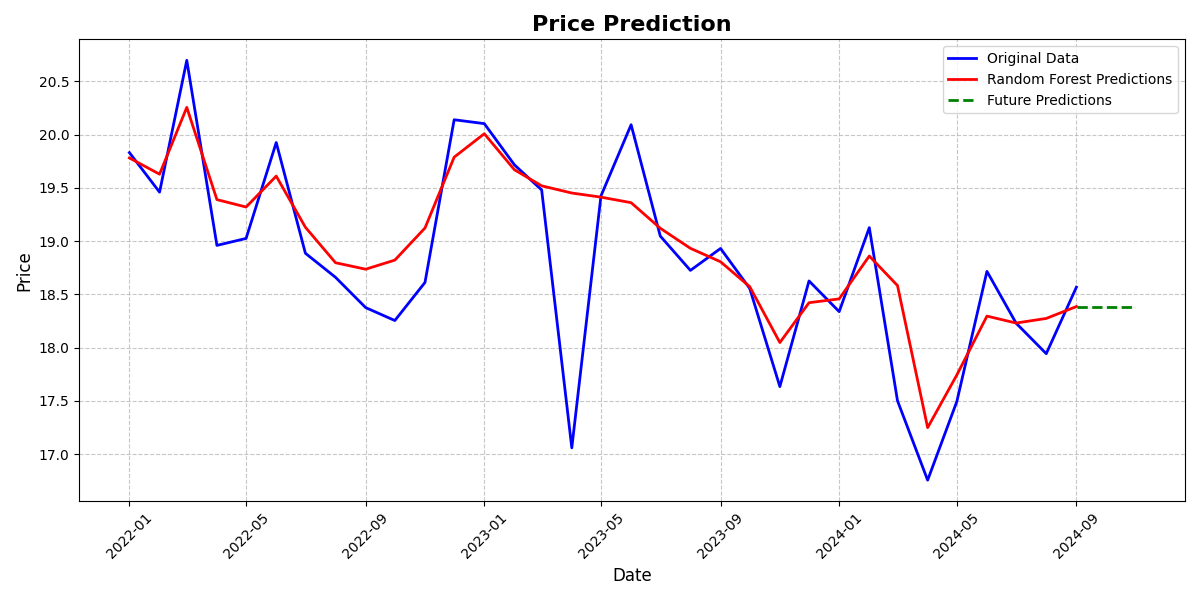 Price Prediction
Original Data
Random Forest Predictions
Future Predictions
Price
20.5
20.0
19.5
19.0
18.5
18.0
17.5
17.0
2022-01
2022-05
2022-09
2023-01
2023-05
2023-09
2024-01
2024-05
2024-09
Date